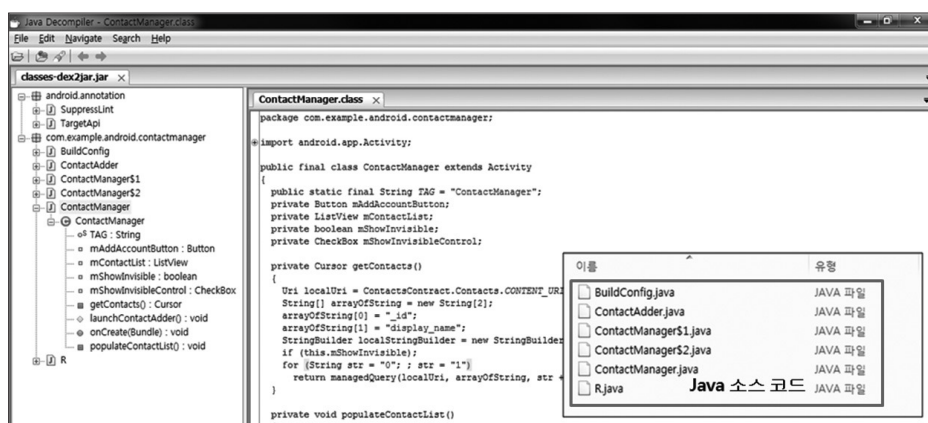 Java Decompiler - ContactManager.class
File Edit Navigate Search Help
classes-dex2jar.jar
android.annotation
SuppressLint
TargetApi
com.example.android.contactmanager
BuildConfig
ContactAdder
ContactManager$1
ContactManager$2
ContactManager
ContactManager
TAG : String
mAddAccountButton : Button
mContactList : ListView
mShowInvisible : boolean
mShowInvisibleControl : CheckBox
getContacts() : Cursor
launchContactAdder() : void
onCreate(Bundle) : void
populateContactList() : void
R
ContactManager.class
package com.example.android.contactmanager;
import android.app.Activity;
public final class ContactManager extends Activity
{
public static final String TAG = "ContactManager";
private Button mAddAccountButton;
private ListView mContactList;
private boolean mShowInvisible;
private CheckBox mShowInvisibleControl;
private Cursor getContacts()
{
Uri localUri = ContactsContract.Contacts.CONTENT_URI
String[] arrayOfString = new String[2];
arrayOfString[0] = "_id";
arrayOfString[1] = "display_name";
StringBuilder localStringBuilder = new StringBuilder
if (this.mShowInvisible);
for (String str = "0"; ; str = "1")
return managedQuery(localUri, arrayOfString, str +
}
private void populateContactList()
이름 유형
BuildConfig.java JAVA 파일
ContactAdder.java JAVA 파일
ContactManager$1.java JAVA 파일
ContactManager$2.java JAVA 파일
ContactManager.java JAVA 파일
R.java Java 소스 코드 JAVA 파일